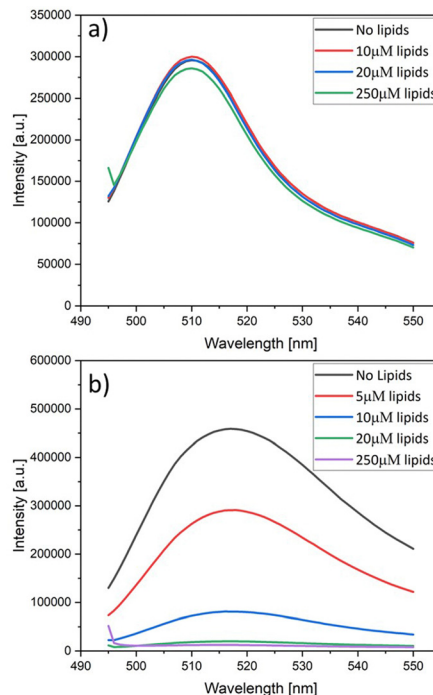 a)
No lipids
10μM lipids
20μM lipids
250μM lipids
350000
300000
250000
200000
150000
100000
50000
0
Intensity [a.u.]
490 500 510 520 530 540 550
Wavelength [nm]
b)
No Lipids
5μM lipids
10μM lipids
20μM lipids
250μM lipids
600000
500000
400000
300000
200000
100000
0
Intensity [a.u.]
490 500 510 520 530 540 550
Wavelength [nm]